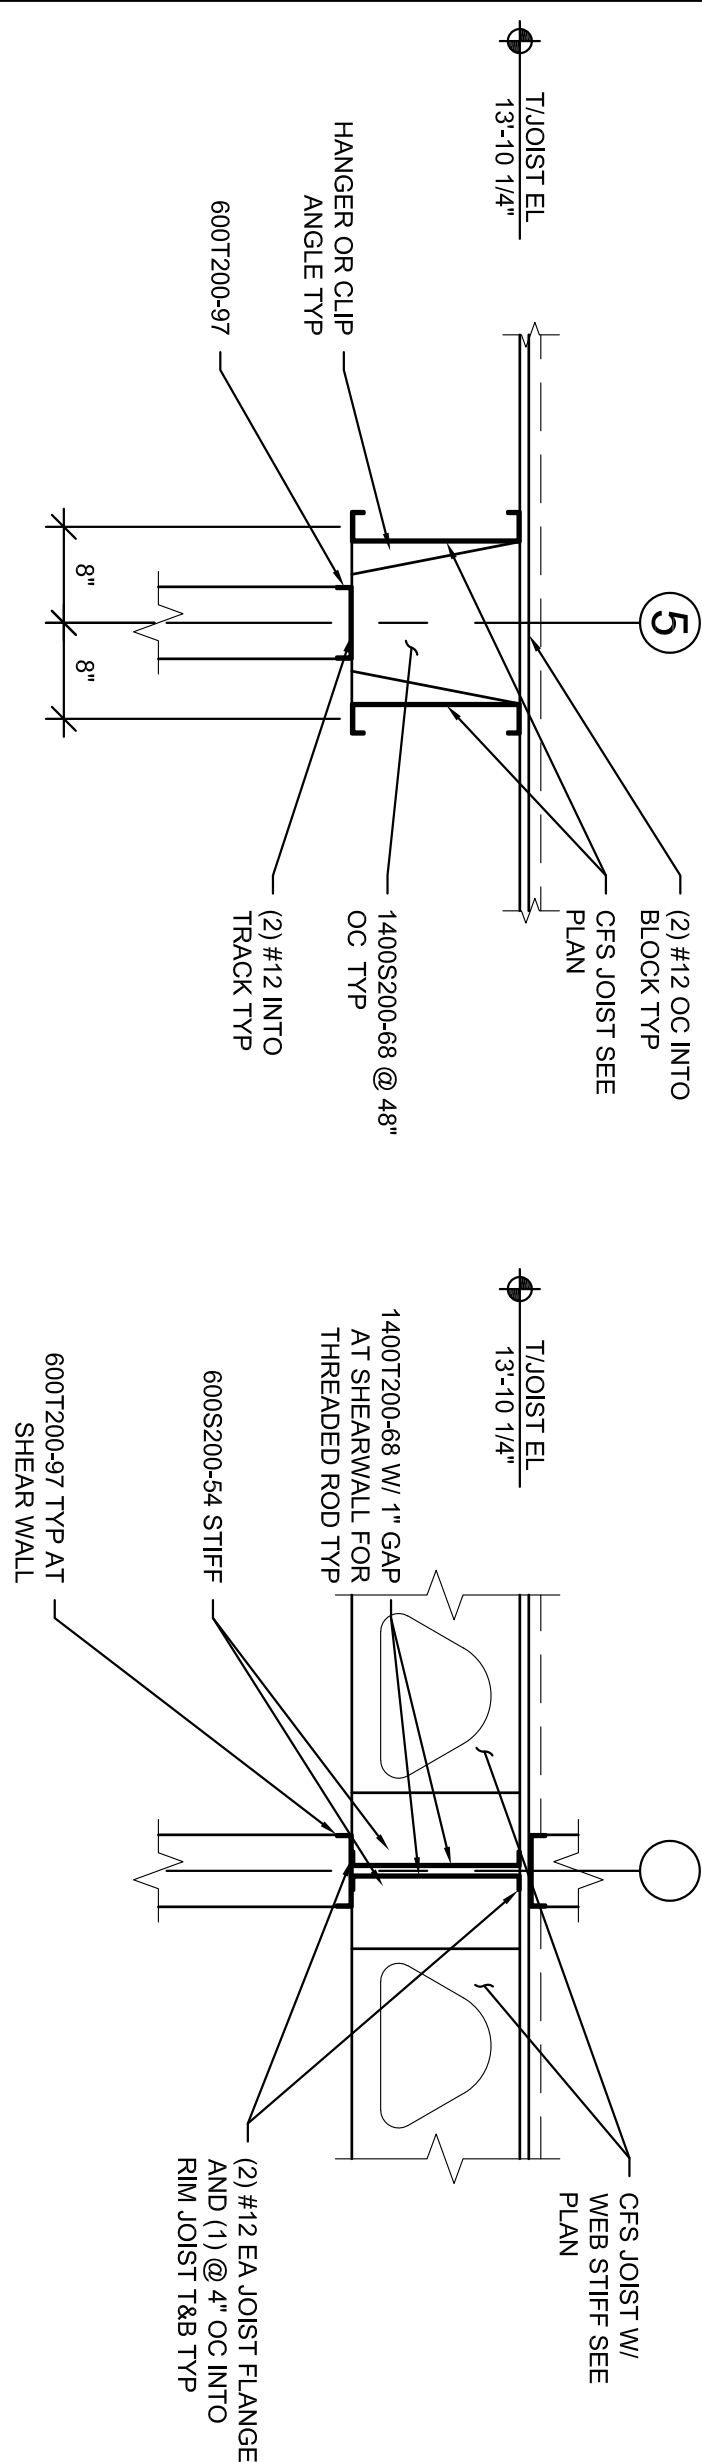 T/JOIST EL
13'-10 1/4"
HANGER OR CLIP
ANGLE TYP
600T200-97
8"
8"
5
(2) #12 OC INTO
BLOCK TYP
CFS JOIST SEE
PLAN
1400S200-68 @ 48"
OC TYP
(2) #12 INTO
TRACK TYP
T/JOIST EL
13'-10 1/4"
1400T200-68 W/ 1" GAP
AT SHEARWALL FOR
THREADED ROD TYP
600S200-54 STIFF
600T200-97 TYP AT
SHEAR WALL
CFS JOIST W/
WEB STIFF SEE
PLAN
(2) #12 EA JOIST FLANGE
AND (1) @ 4" OC INTO
RIM JOIST T&B TYP